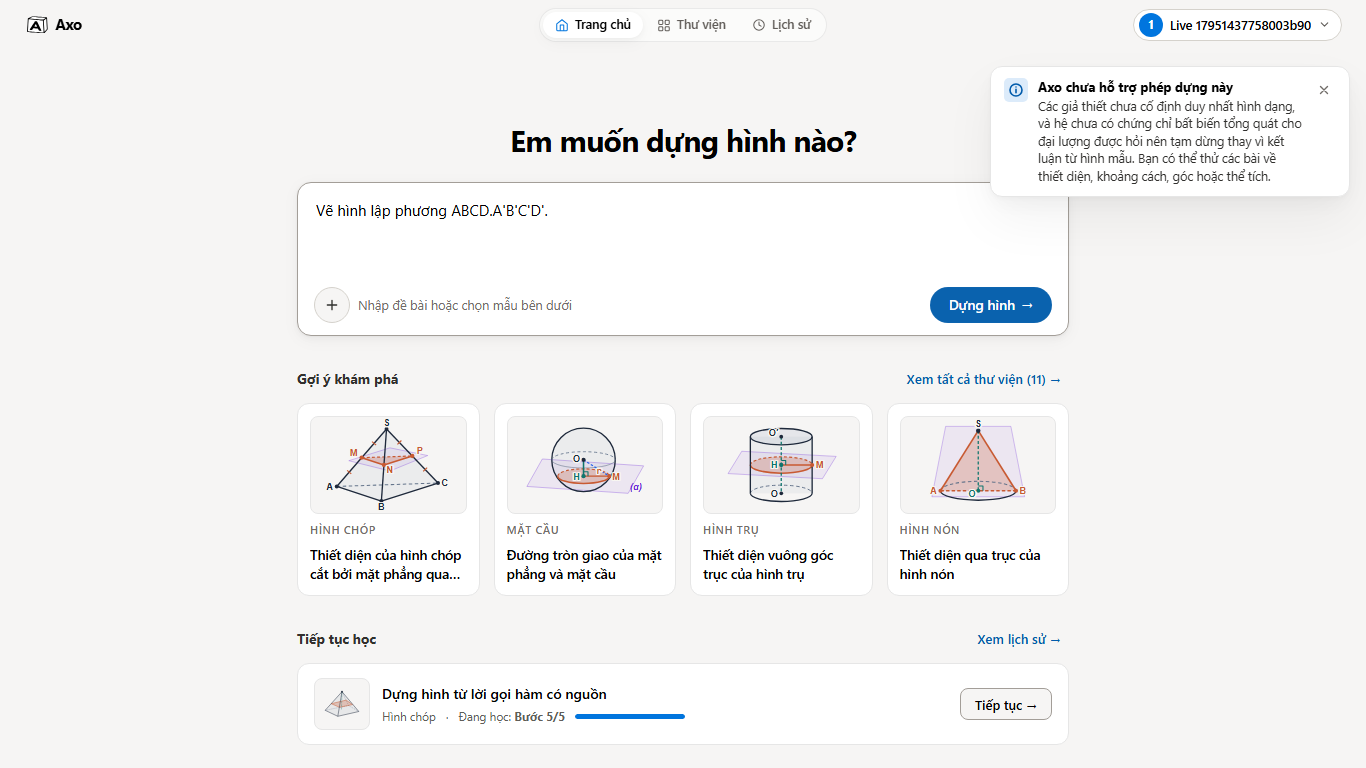 Axo
Trang chủ
Thư viện
Lịch sử
1
Live 17951437758003b90
Axo chưa hỗ trợ phép dựng này
Các giả thiết chưa cố định duy nhất hình dạng,
và hệ chưa có chứng chỉ bất biến tổng quát cho
đại lượng được hỏi nên tạm dừng thay vì kết
luận từ hình mẫu. Bạn có thể thử các bài về
thiết diện, khoảng cách, góc hoặc thể tích.
Em muốn dựng hình nào?
Vẽ hình lập phương ABCD.A'B'C'D'.
Nhập đề bài hoặc chọn mẫu bên dưới
Dựng hình →
Gợi ý khám phá
Xem tất cả thư viện (11) →
S
M
P
N
A
C
B
O
r
H
M
(α)
O'
H
M
O
S
A
O
B
HÌNH CHÓP
Thiết diện của hình chóp
cắt bởi mặt phẳng qua...
MẶT CẦU
Đường tròn giao của mặt
phẳng và mặt cầu
HÌNH TRỤ
Thiết diện vuông góc
trục của hình trụ
HÌNH NÓN
Thiết diện qua trục của
hình nón
Tiếp tục học
Xem lịch sử →
Dựng hình từ lời gọi hàm có nguồn
Hình chóp · Đang học: Bước 5/5
Tiếp tục →